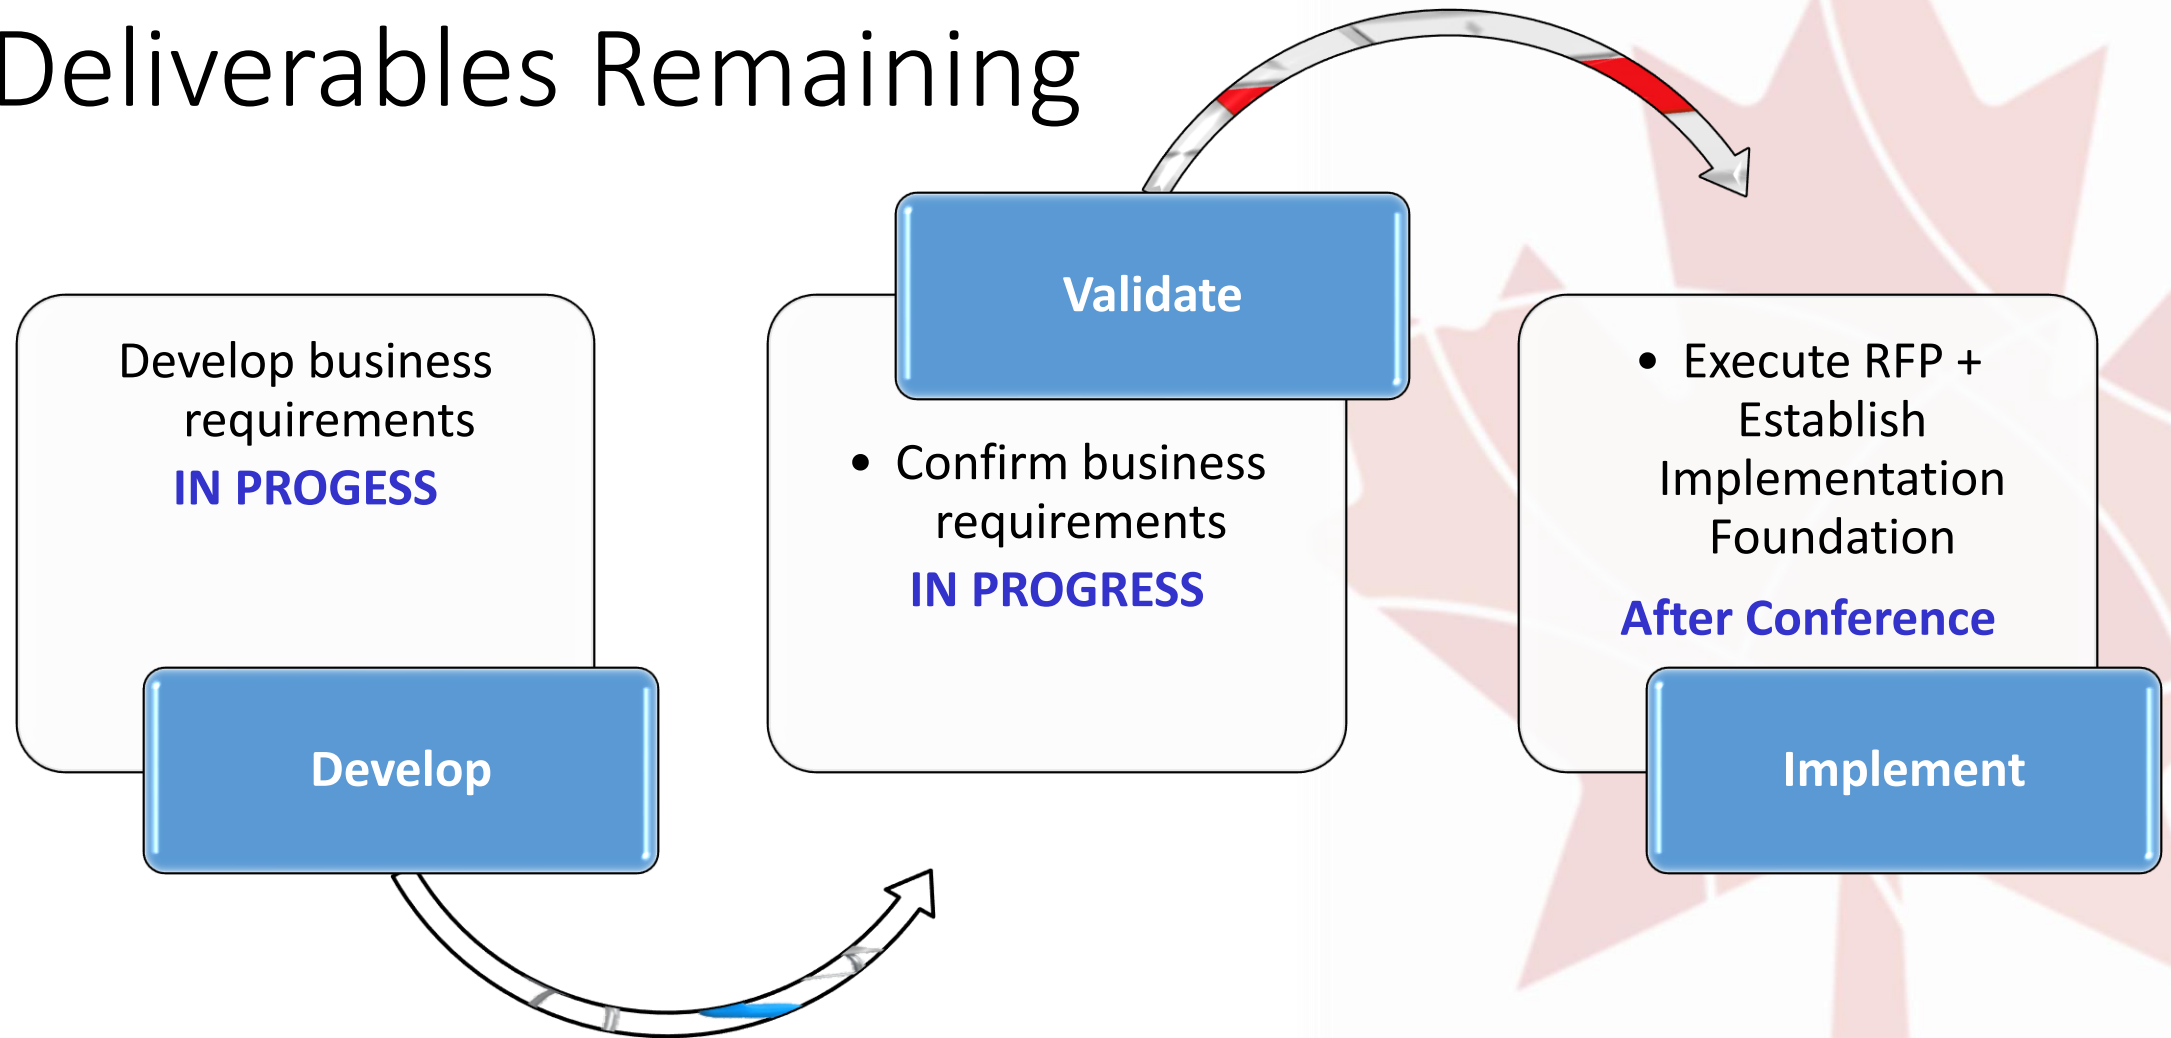 Deliverables Remaining
Develop business
requirements
IN PROGESS
Develop
Validate
• Confirm business
requirements
IN PROGRESS
• Execute RFP +
Establish
Implementation
Foundation
After Conference
Implement